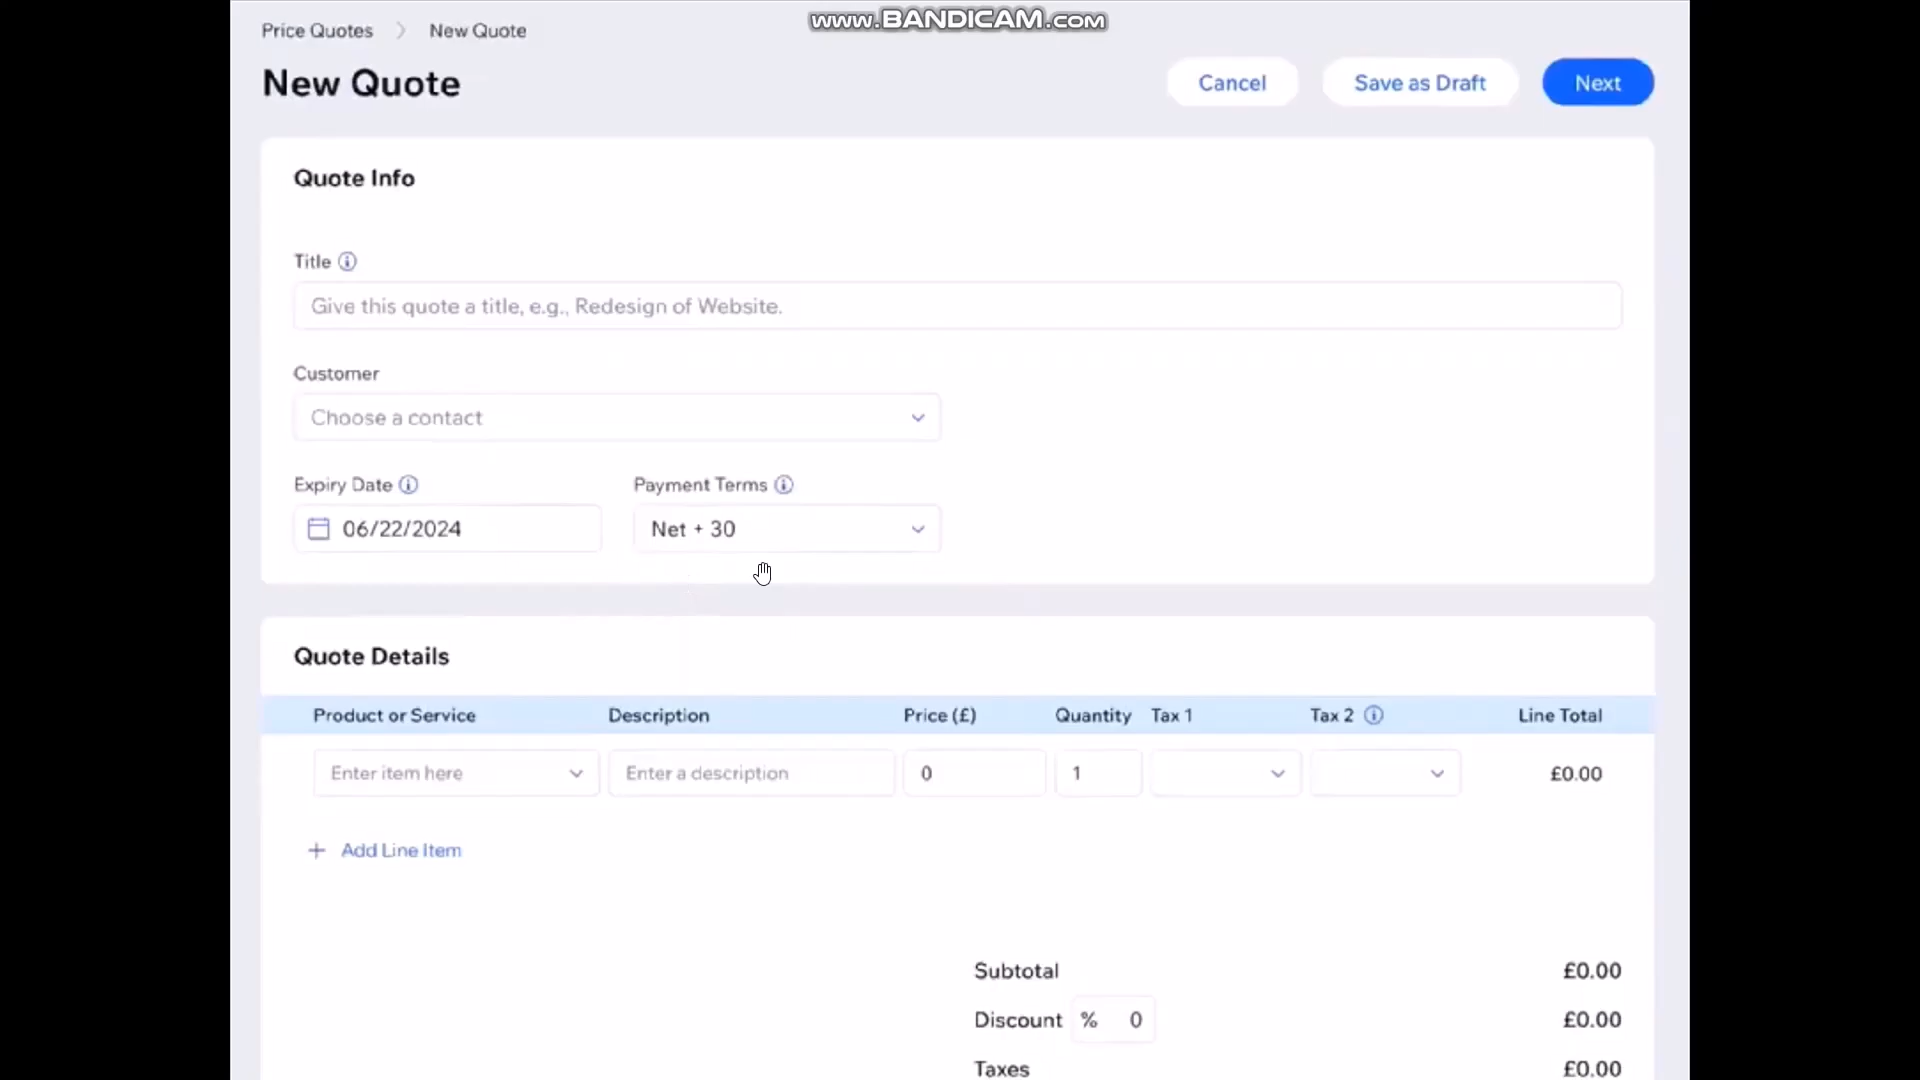 www.BANDICAM.com
Price Quotes New Quote
New Quote
Cancel
Save as Draft
Next
Quote Info
Title
Give this quote a title, e.g., Redesign of Website.
Customer
Choose a contact
Expiry Date
Payment Terms
06/22/2024
Net + 30
Quote Details
Product or Service Description Price (£) Quantity Tax 1 Tax 2 Line Total
Enter item here Enter a description 0 1 £0.00
+ Add Line Item
Subtotal £0.00
Discount % 0 £0.00
Taxes £0.00